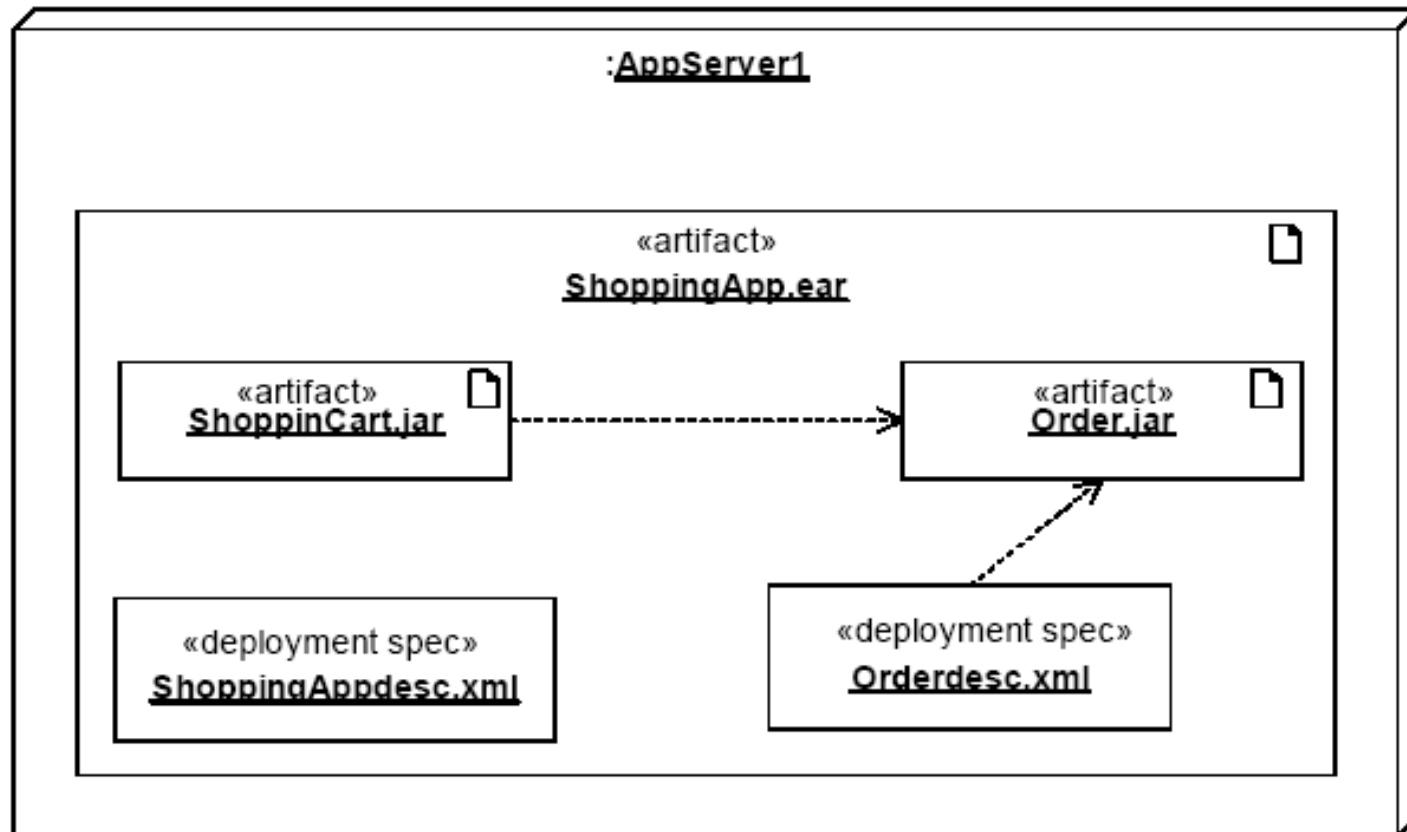 :AppServer1
«artifact»
ShoppingApp.ear
«artifact»
ShoppinCart.jar
«artifact»
Order.jar
«deployment spec»
ShoppingAppdesc.xml
«deployment spec»
Orderdesc.xml